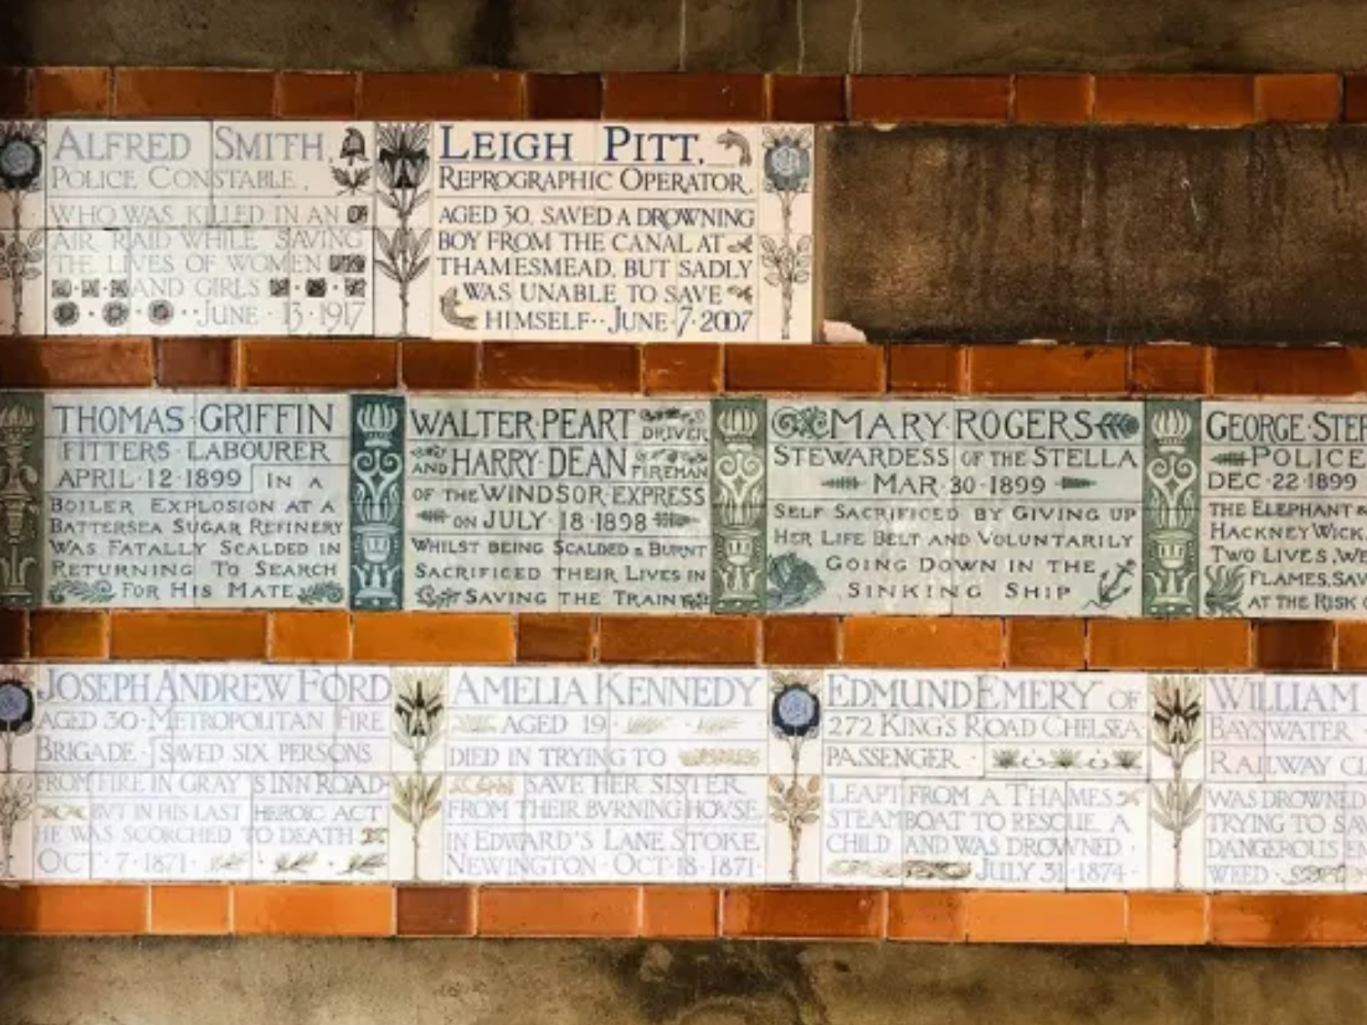 ALFRED SMITH,
POLICE CONSTABLE,
WHO WAS KILLED IN AN
AIR RAID WHILE SAVING
THE LIVES OF WOMEN
AND GIRLS
JUNE · 13 · 1917
LEIGH PITT,
REPROGRAPHIC OPERATOR,
AGED 30, SAVED A DROWNING
BOY FROM THE CANAL AT
THAMESMEAD, BUT SADLY
WAS UNABLE TO SAVE
HIMSELF · · JUNE · 7 · 2007
THOMAS · GRIFFIN
FITTERS · LABOURER
APRIL · 12 · 1899 IN A
BOILER EXPLOSION AT A
BATTERSEA SUGAR REFINERY
WAS FATALLY SCALDED IN
RETURNING TO SEARCH
FOR HIS MATE
WALTER · PEART DRIVER
AND HARRY · DEAN FIREMAN
OF THE WINDSOR EXPRESS
ON JULY · 18 · 1898
WHILST BEING SCALDED & BURNT
SACRIFICED THEIR LIVES IN
SAVING THE TRAIN
MARY ROGERS
STEWARDESS OF THE STELLA
MAR · 30 · 1899
SELF SACRIFICED BY GIVING UP
HER LIFE BELT AND VOLUNTARILY
GOING DOWN IN THE
SINKING SHIP
GEORGE · STEP
POLICE
DEC · 22 · 1899
THE ELEPHANT &
HACKNEY WICK
TWO LIVES,
FLAMES,
AT THE RISK
JOSEPH ANDREW FORD
AGED 30 · METROPOLITAN FIRE
BRIGADE · SAVED SIX PERSONS
FROM FIRE IN GRAY'S INN ROAD
BVT IN HIS LAST HEROIC ACT
HE WAS SCORCHED TO DEATH
OCT · 7 · 1871
AMELIA KENNEDY
AGED 19
DIED IN TRYING TO
SAVE HER SISTER
FROM THEIR BVRNING HOVSE
IN EDWARD'S LANE STOKE
NEWINGTON · OCT · 18 · 1871 ·
EDMUND EMERY OF
272 KING'S ROAD CHELSEA
PASSENGER ·
LEAPT FROM A THAMES
STEAMBOAT TO RESCUE A
CHILD AND WAS DROWNED ·
JULY 31 · 1874 ·
WILLIAM
BAYNWATER
RAILWAY
WAS DROWNED
TRYING TO
DANGEROUS
WEED